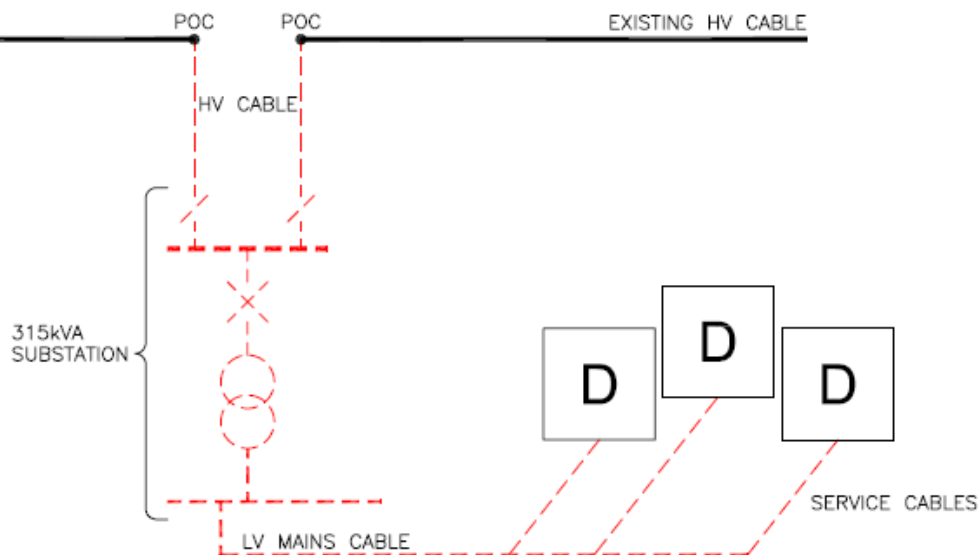 POC
POC
EXISTING HV CABLE
HV CABLE
315kVA
SUBSTATION
D
D
D
SERVICE CABLES
LV MAINS CABLE